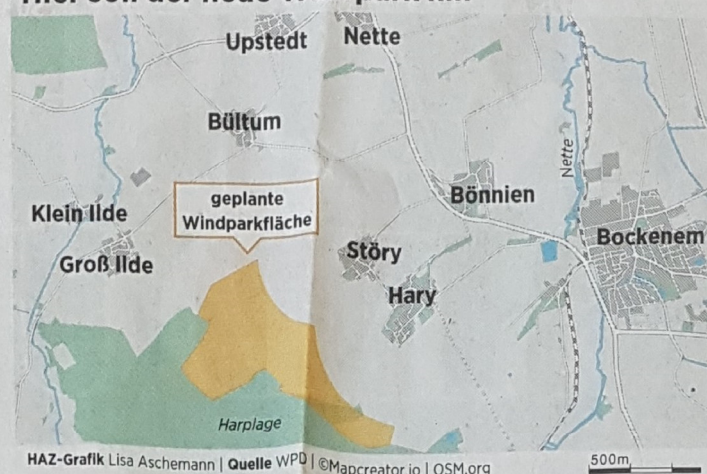 Upstedt
Nette
Bültum
Nette
Bönnien
geplante
Windparkfläche
Klein Ilde
Groß Ilde
Störy
Bockenem
Hary
Harplage
HAZ-Grafik Lisa Aschemann | Quelle WPD | ©Mapcreator.io | OSM.org
500m